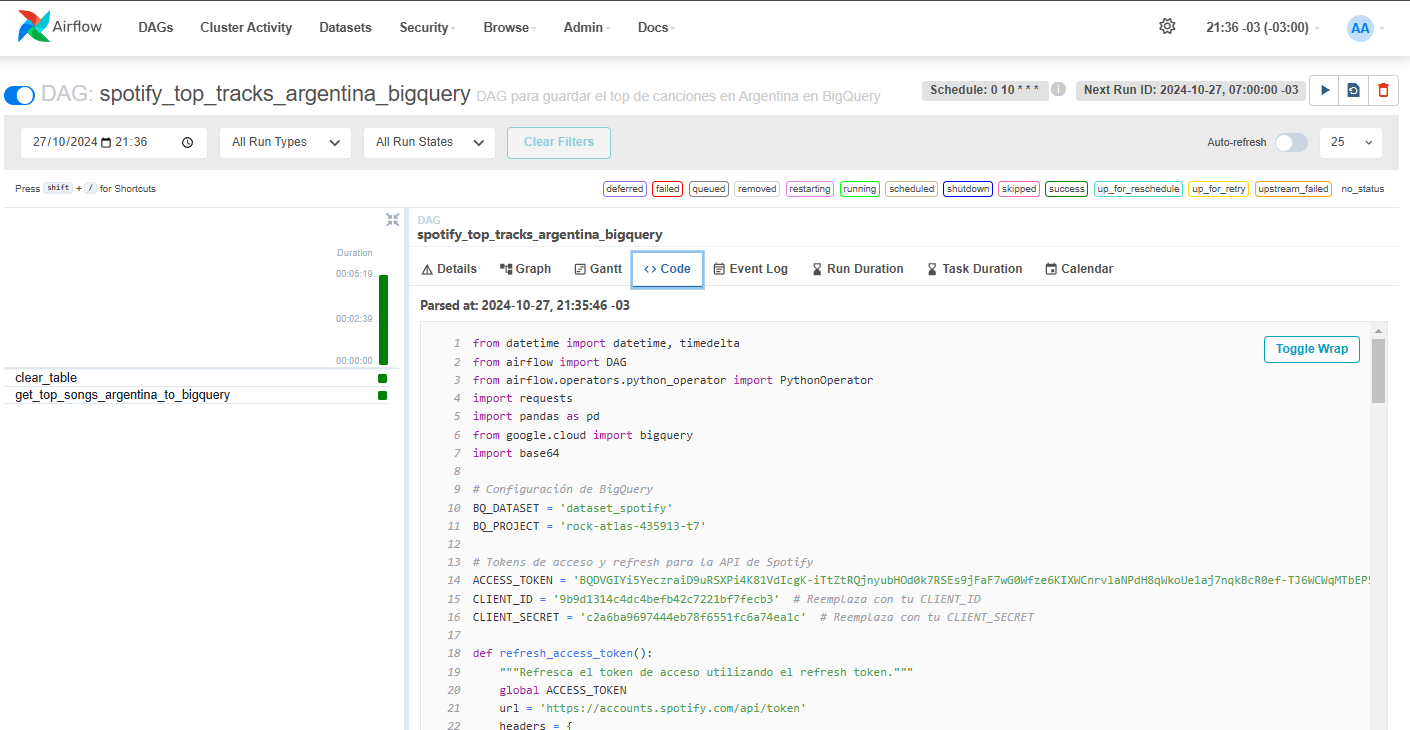 Airflow DAGs Cluster Activity Datasets Security Browse Admin Docs 21:36 -03 (-03:00) AA
DAG: spotify_top_tracks_argentina_bigquery DAG para guardar el top de canciones en Argentina en BigQuery Schedule: 0 10 * * * i Next Run ID: 2024-10-27, 07:00:00 -03
27/10/2024 21:36 All Run Types All Run States Clear Filters Auto-refresh 25
Press shift + / for Shortcuts deferred failed queued removed restarting running scheduled shutdown skipped success up_for_reschedule up_for_retry upstream_failed no_status
DAG
spotify_top_tracks_argentina_bigquery
Duration
00:05:19
00:02:39
00:00:00
clear_table
get_top_songs_argentina_to_bigquery
Details Graph Gantt <> Code Event Log Run Duration Task Duration Calendar
Parsed at: 2024-10-27, 21:35:46 -03
Toggle Wrap
1 from datetime import datetime, timedelta
2 from airflow import DAG
3 from airflow.operators.python_operator import PythonOperator
4 import requests
5 import pandas as pd
6 from google.cloud import bigquery
7 import base64
8
9 # Configuración de BigQuery
10 BQ_DATASET = 'dataset_spotify'
11 BQ_PROJECT = 'rock-atlas-435913-t7'
12
13 # Tokens de acceso y refresh para la API de Spotify
14 ACCESS_TOKEN = 'BQDVGIYi5YeczraiD9uRSXPi4K81VdIcgK-iTtZtRQjnyubHOd0k7RSEs9jFaF7wG0Wfze6KIXWCnrvlaNPdH8qWkoUe1aj7nqkBcR0ef-TJ6WCWqMTbEP5
15 CLIENT_ID = '9b9d1314c4dc4befb42c7221bf7fecb3' # Reemplaza con tu CLIENT_ID
16 CLIENT_SECRET = 'c2a6ba9697444eb78f6551fc6a74ea1c' # Reemplaza con tu CLIENT_SECRET
17
18 def refresh_access_token():
19 """Refresca el token de acceso utilizando el refresh token."""
20 global ACCESS_TOKEN
21 url = 'https://accounts.spotify.com/api/token'
22 headers = {